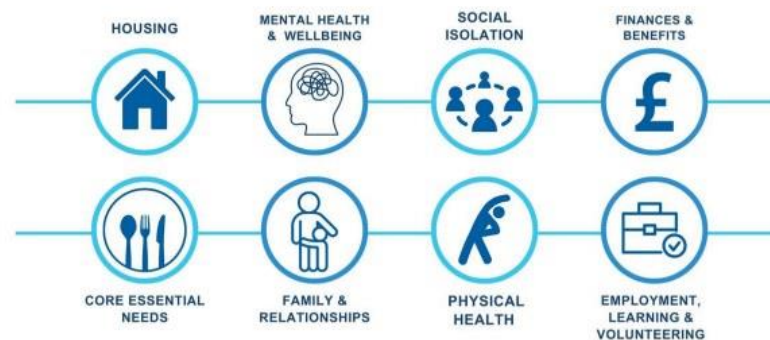 HOUSING
MENTAL HEALTH
& WELLBEING
SOCIAL
ISOLATION
FINANCES &
BENEFITS
£
CORE ESSENTIAL
NEEDS
FAMILY &
RELATIONSHIPS
PHYSICAL
HEALTH
EMPLOYMENT,
LEARNING &
VOLUNTEERING